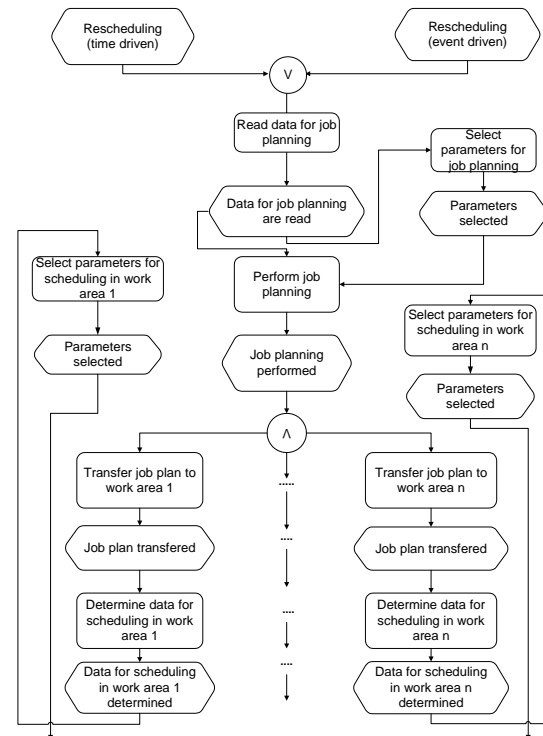 Rescheduling
(time driven)
Rescheduling
(event driven)
V
Read data for job
planning
Select
parameters for
job planning
Data for job planning
are read
Parameters
selected
Select parameters for
scheduling in work
area 1
Perform job
planning
Select parameters for
scheduling in work
area n
Parameters
selected
Job planning
performed
Parameters
selected
Λ
Transfer job plan to
work area 1
.....
Transfer job plan to
work area n
Job plan transfered
....
Job plan transfered
Determine data for
scheduling in work
area 1
....
Determine data for
scheduling in work
area n
Data for scheduling
in work area 1
determined
....
Data for scheduling
in work area n
determined